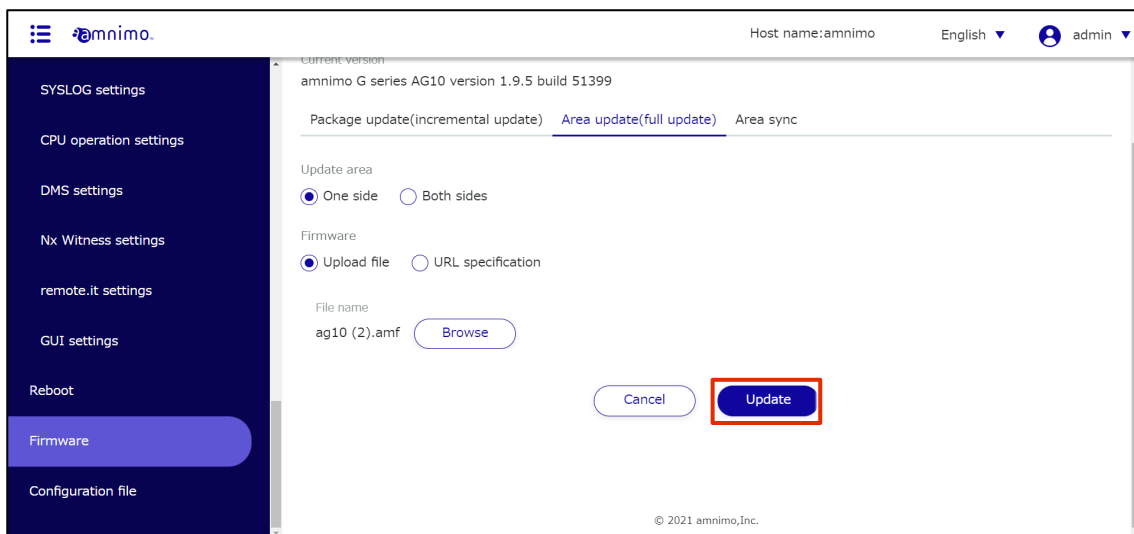 amnimo
Host name:amnimo
English ▼
admin ▼
SYSLOG settings
CPU operation settings
DMS settings
Nx Witness settings
remote.it settings
GUI settings
Reboot
Firmware
Configuration file
Current version
amnimo G series AG10 version 1.9.5 build 51399
Package update(incremental update) Area update(full update) Area sync
Update area
One side Both sides
Firmware
Upload file URL specification
File name
ag10 (2).amf Browse
Cancel Update
© 2021 amnimo,Inc.